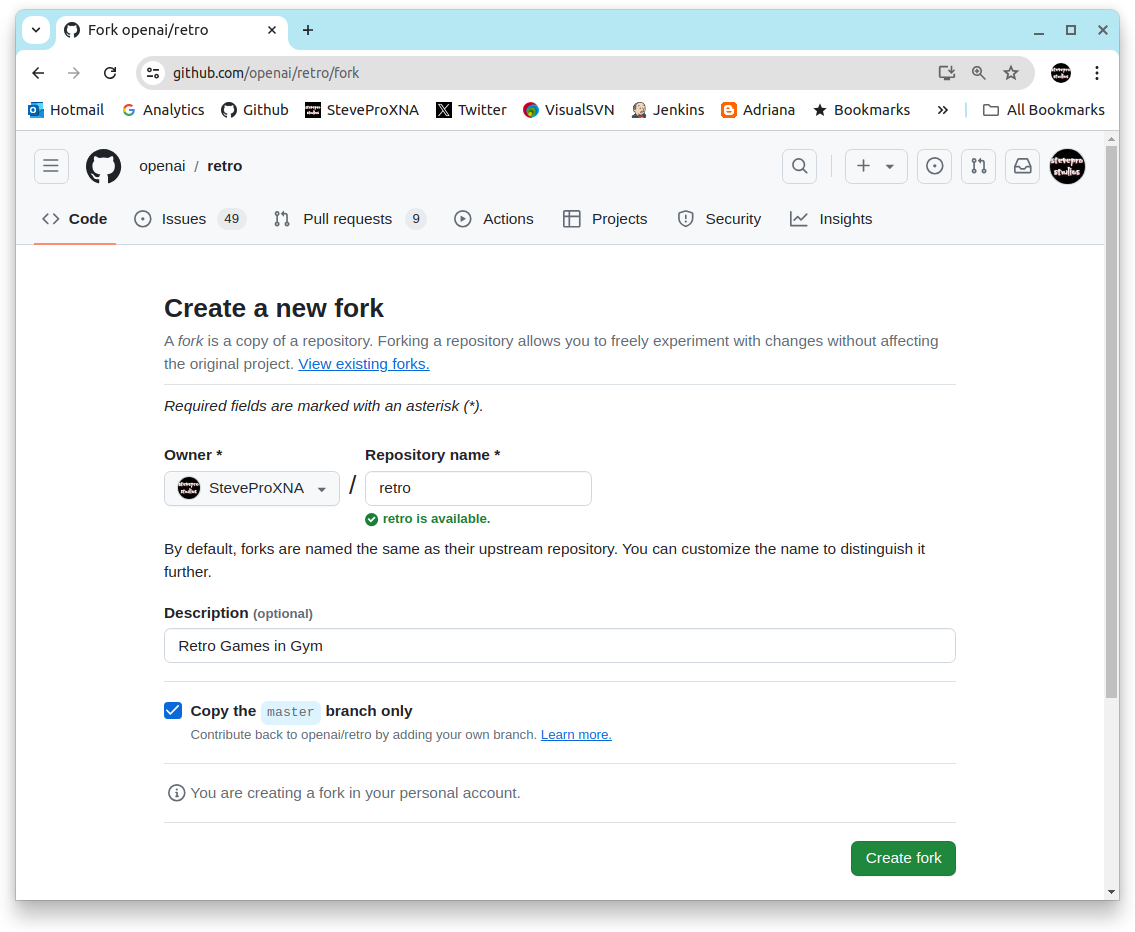 Fork openai/retro
github.com/openai/retro/fork
Hotmail Analytics Github SteveProXNA Twitter VisualSVN Jenkins Adriana Bookmarks » All Bookmarks
openai / retro
stevepro studios
Code Issues 49 Pull requests 9 Actions Projects Security Insights
Create a new fork
A fork is a copy of a repository. Forking a repository allows you to freely experiment with changes without affecting
the original project. View existing forks.
Required fields are marked with an asterisk (*).
Owner * Repository name *
SteveProXNA / retro
retro is available.
By default, forks are named the same as their upstream repository. You can customize the name to distinguish it
further.
Description (optional)
Retro Games in Gym
Copy the master branch only
Contribute back to openai/retro by adding your own branch. Learn more.
You are creating a fork in your personal account.
Create fork